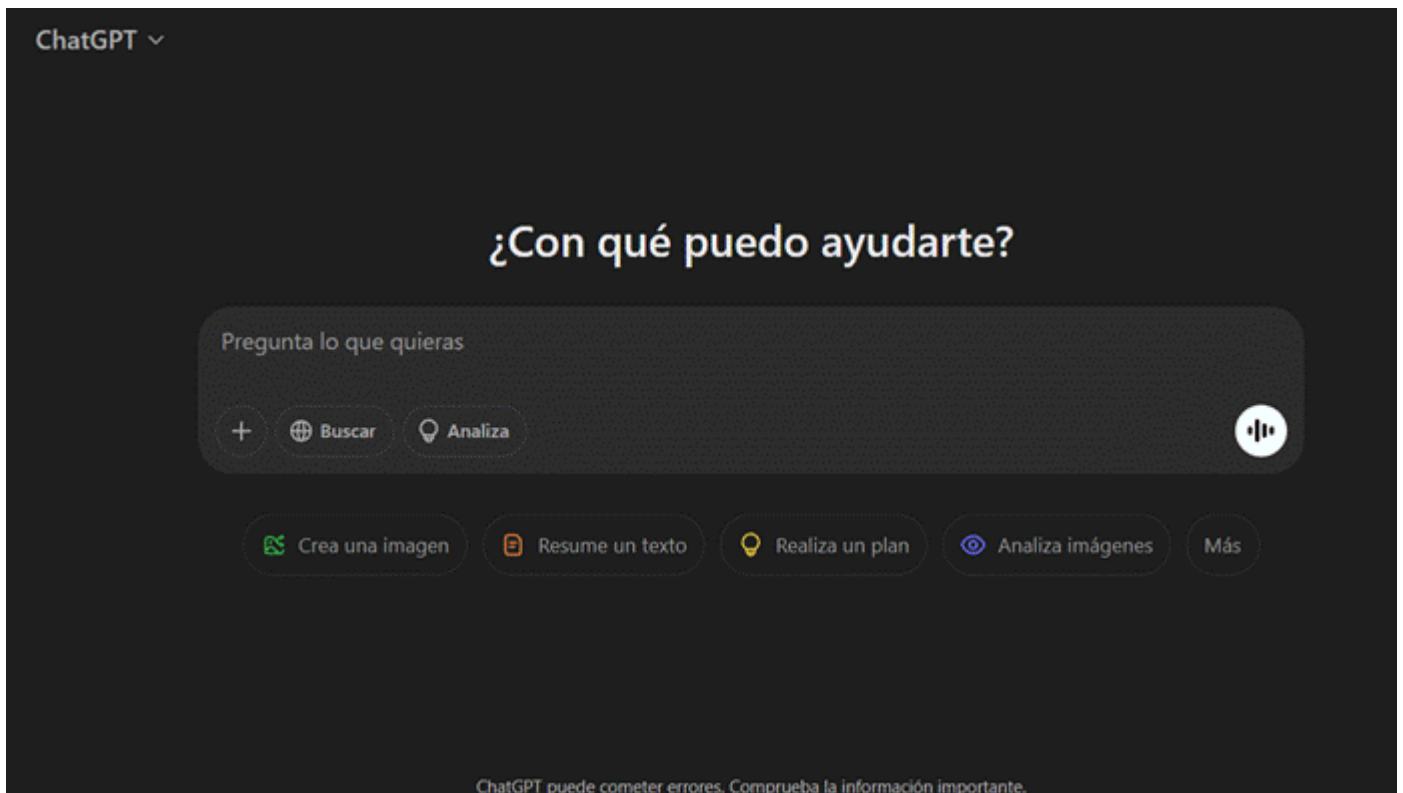 ChatGPT
¿Con qué puedo ayudarte?
Pregunta lo que quieras
Buscar Analiza
Crea una imagen Resume un texto Realiza un plan Analiza imágenes Más
ChatGPT puede cometer errores. Comprueba la información importante.